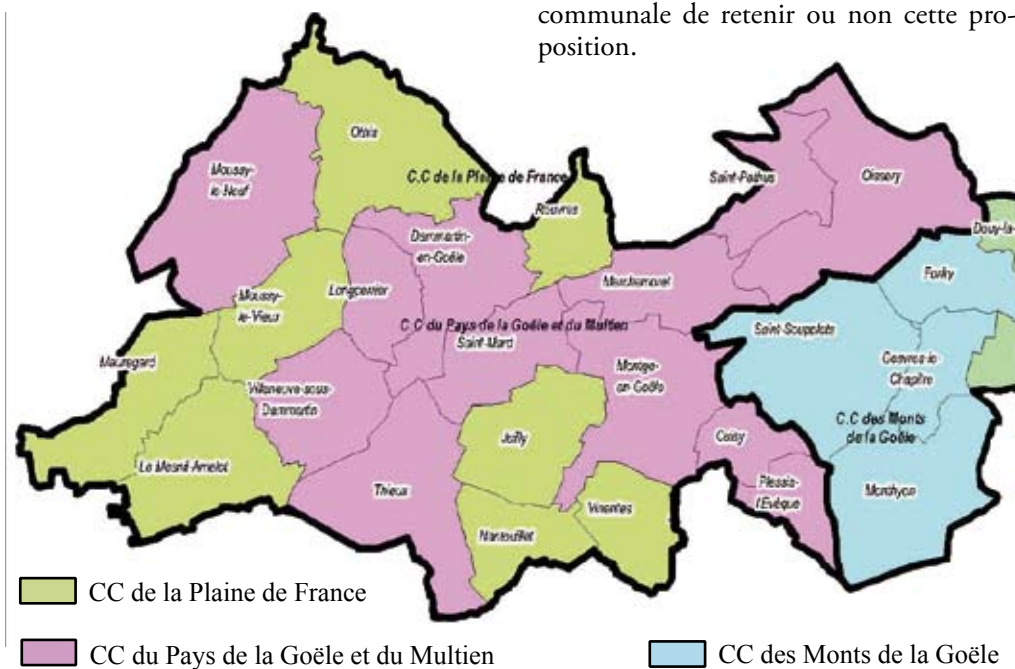 communale de retenir ou non cette pro-
position.
Othis
Moussy-
le-Neuf
C.C de la Plaine de France
Saint-Pathus
Oissery
Rouvres
Dammartin-
en-Goële
Douy-la-
Forfry
Marchémoret
Longperrier
Moussy-
le-Vieux
C.C du Pays de la Goële et du Multien
Saint-Mard
Saint-Soupplets
Mauregard
Gesvres-le-
Chapitre
Montgé-
en-Goële
Villeneuve-sous-
Dammartin
C.C des Monts
de la Goële
Juilly
Cuisy
Le Mesnil-Amelot
Thieux
Plessis-
l'Evêque
Monthyon
Vinantes
Nantouillet
CC de la Plaine de France
CC du Pays de la Goële et du Multien
CC des Monts de la Goële